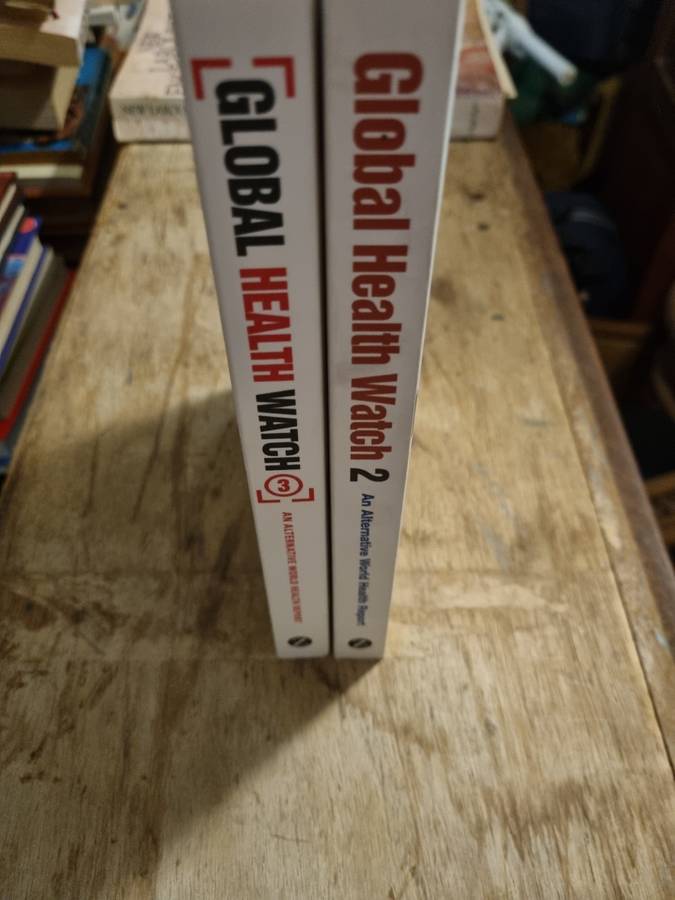 [GLOBAL HEALTH WATCH 3]
AN ALTERNATIVE WORLD HEALTH REPORT
Global Health Watch 2
An Alternative World Health Report